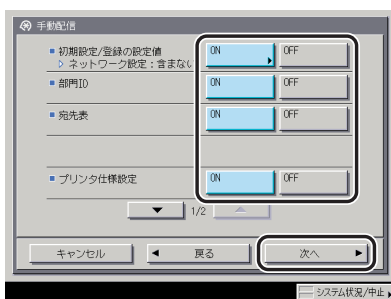 手動配信
■ 初期設定/登録の設定値 ON OFF
▷ ネットワーク設定：含まない
■ 部門ID ON OFF
■ 宛先表 ON OFF
■ プリンタ仕様設定 ON OFF
▼ 1/2 ▲
キャンセル ◀ 戻る 次へ ▶
システム状況/中止 ▶